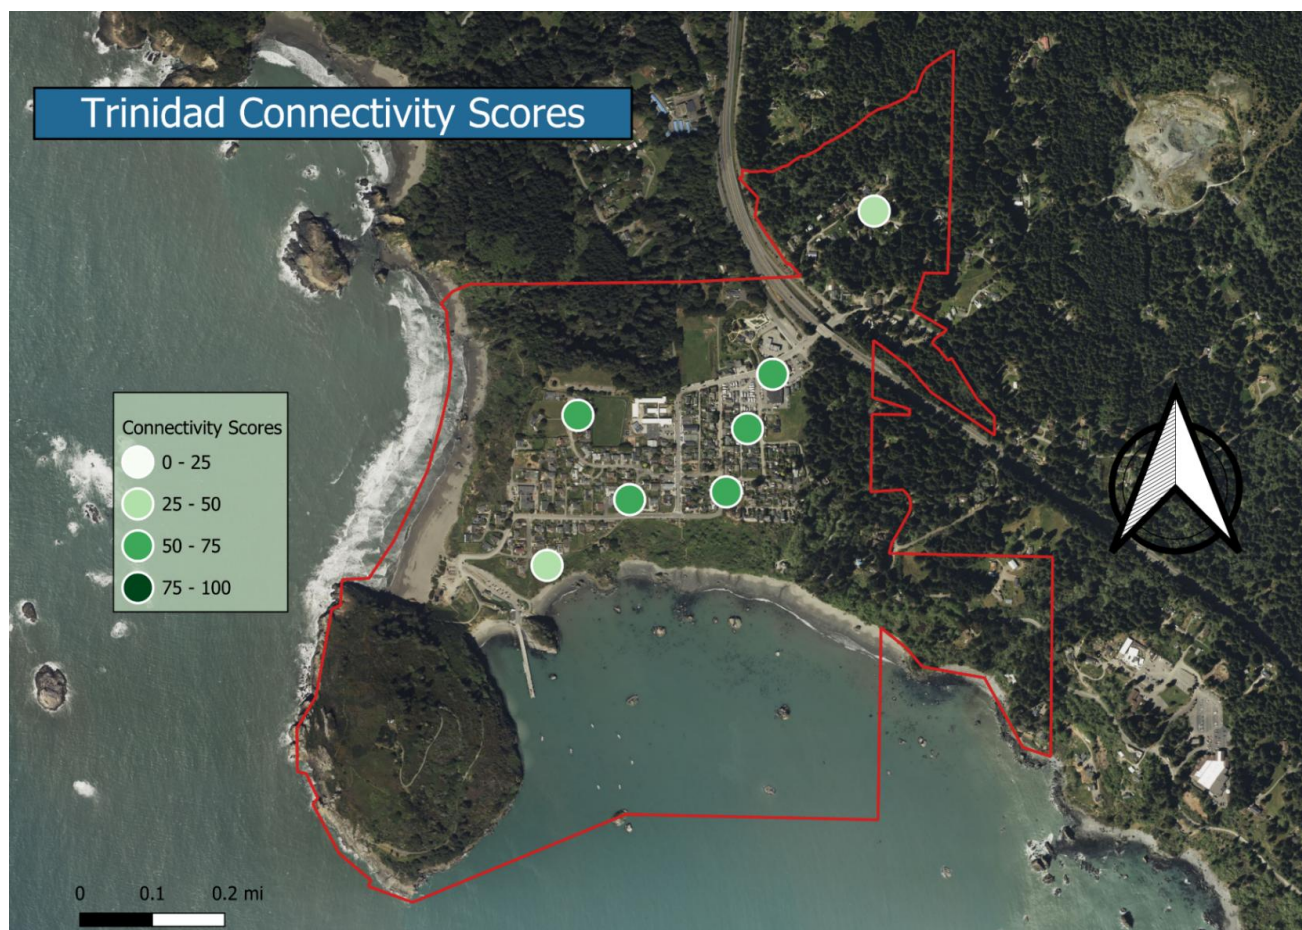 Trinidad Connectivity Scores
Connectivity Scores
0 - 25
25 - 50
50 - 75
75 - 100
0 0.1 0.2 mi